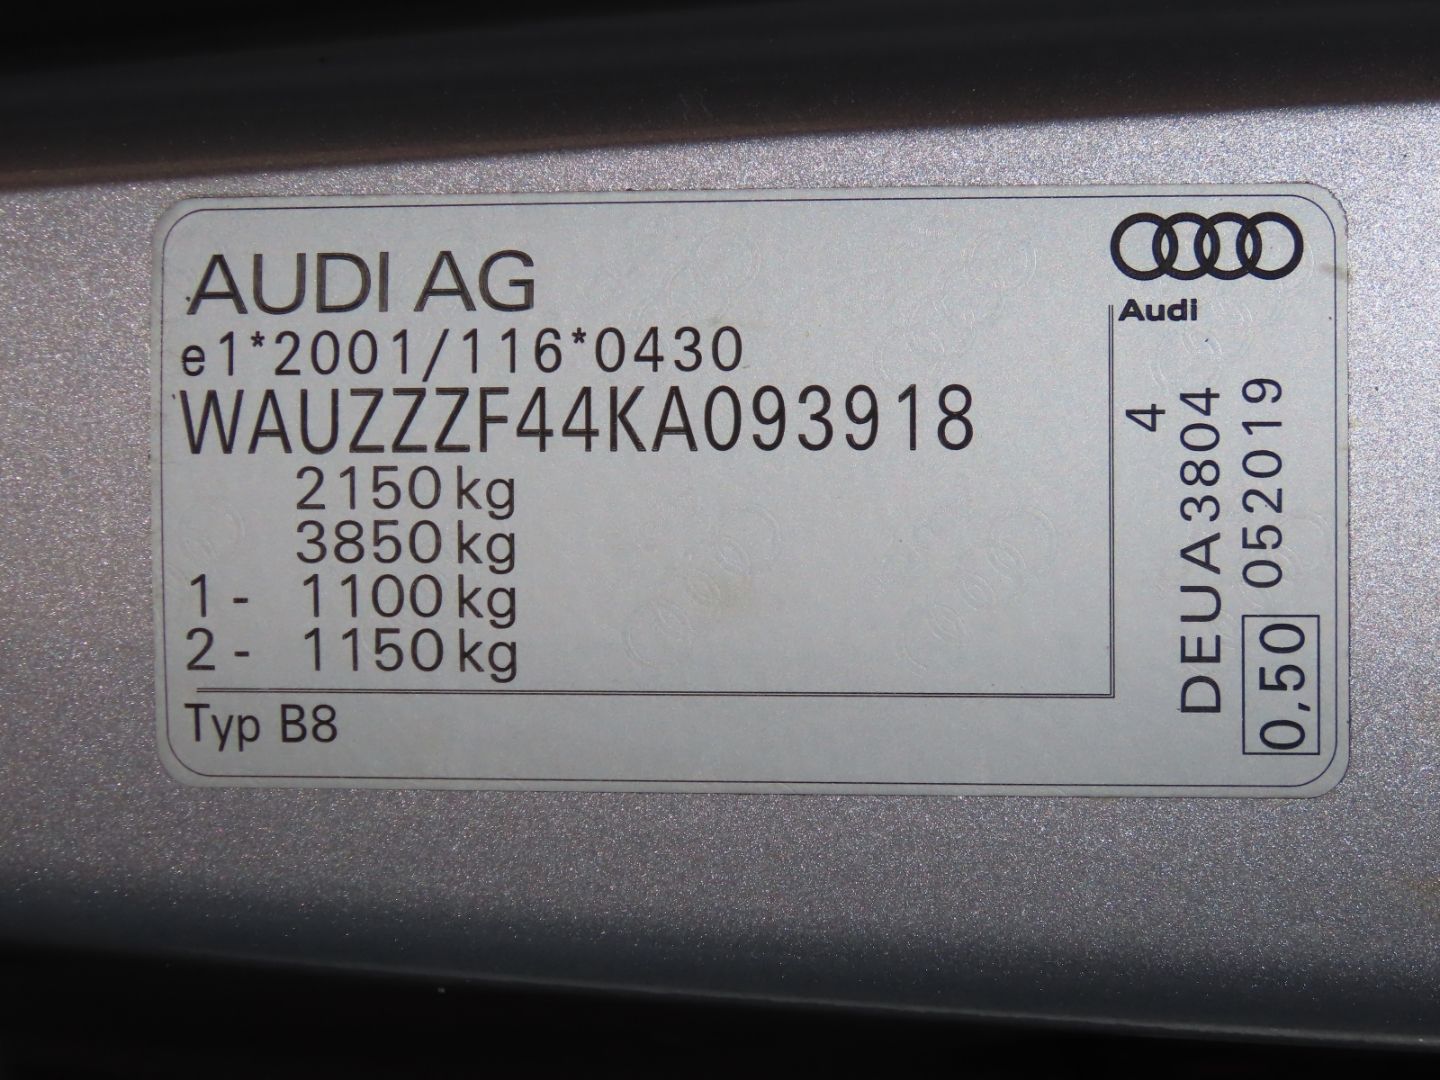 AUDI AG
e1*2001/116*0430
WAUZZZF44KA093918
2150 kg
3850 kg
1 - 1100 kg
2 - 1150 kg
Typ B8
Audi
4
DEUA3804
0,50 052019